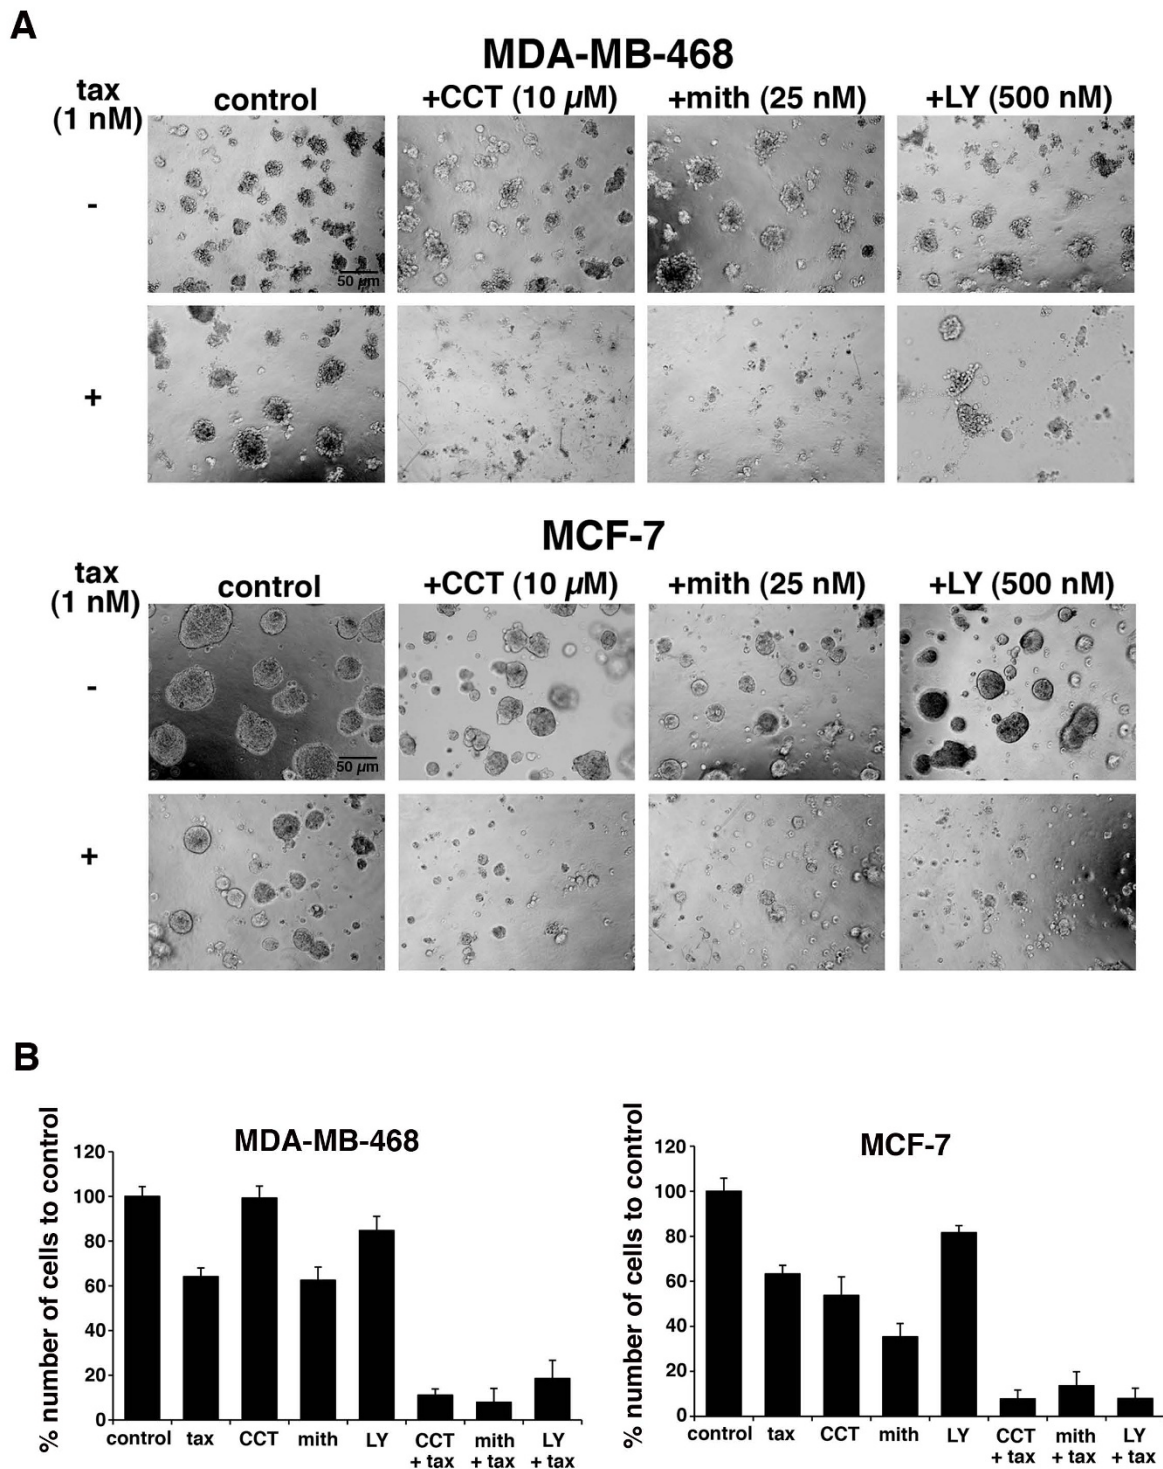 A
MDA-MB-468
tax
(1 nM)
control
+CCT (10 µM)
+mith (25 nM)
+LY (500 nM)
-
50 µm
+
MCF-7
tax
(1 nM)
control
+CCT (10 µM)
+mith (25 nM)
+LY (500 nM)
-
50 µm
+
B
MDA-MB-468
% number of cells to control
120
100
80
60
40
20
0
control tax CCT mith LY CCT + tax mith + tax LY + tax
MCF-7
% number of cells to control
120
100
80
60
40
20
0
control tax CCT mith LY CCT + tax mith + tax LY + tax